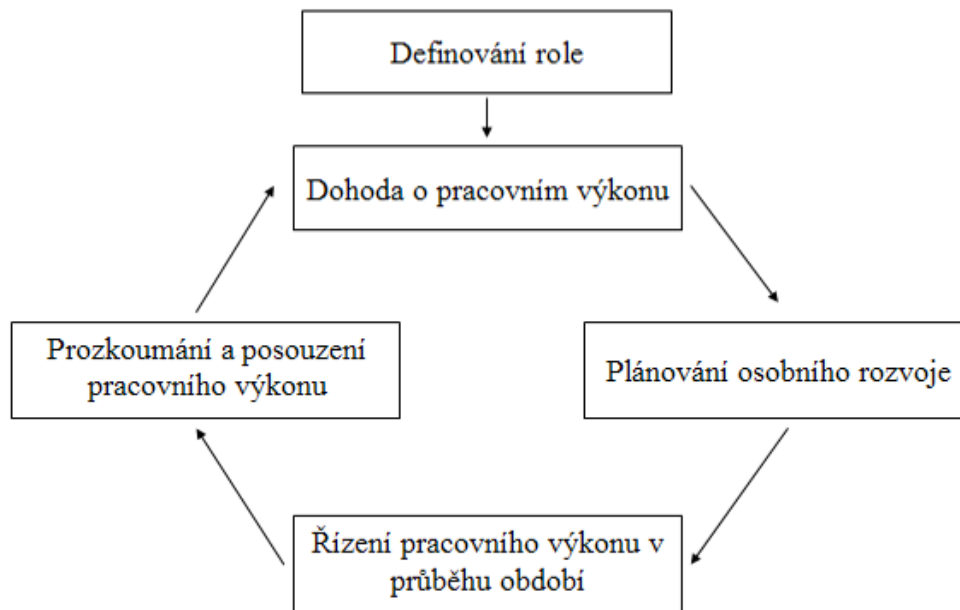 Definování role
Dohoda o pracovním výkonu
Prozkoumání a posouzení
pracovního výkonu
Plánování osobního rozvoje
Řízení pracovního výkonu v
průběhu období